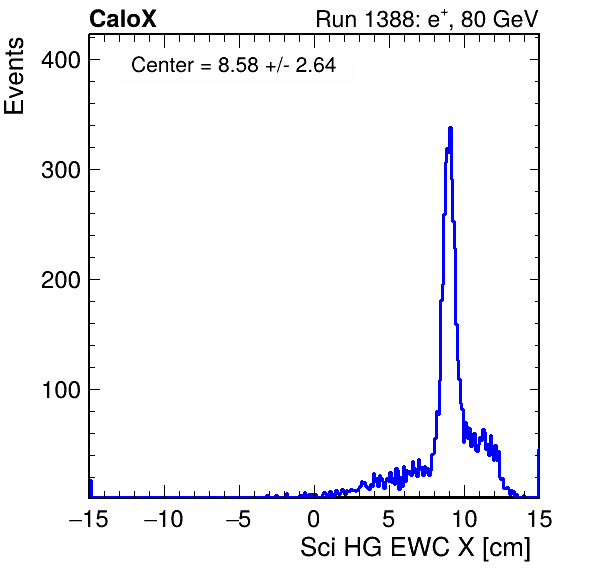 CaloX Run 1388: e⁺, 80 GeV
Events
Center = 8.58 +/- 2.64
400
300
200
100
−15 −10 −5 0 5 10 15
Sci HG EWC X [cm]